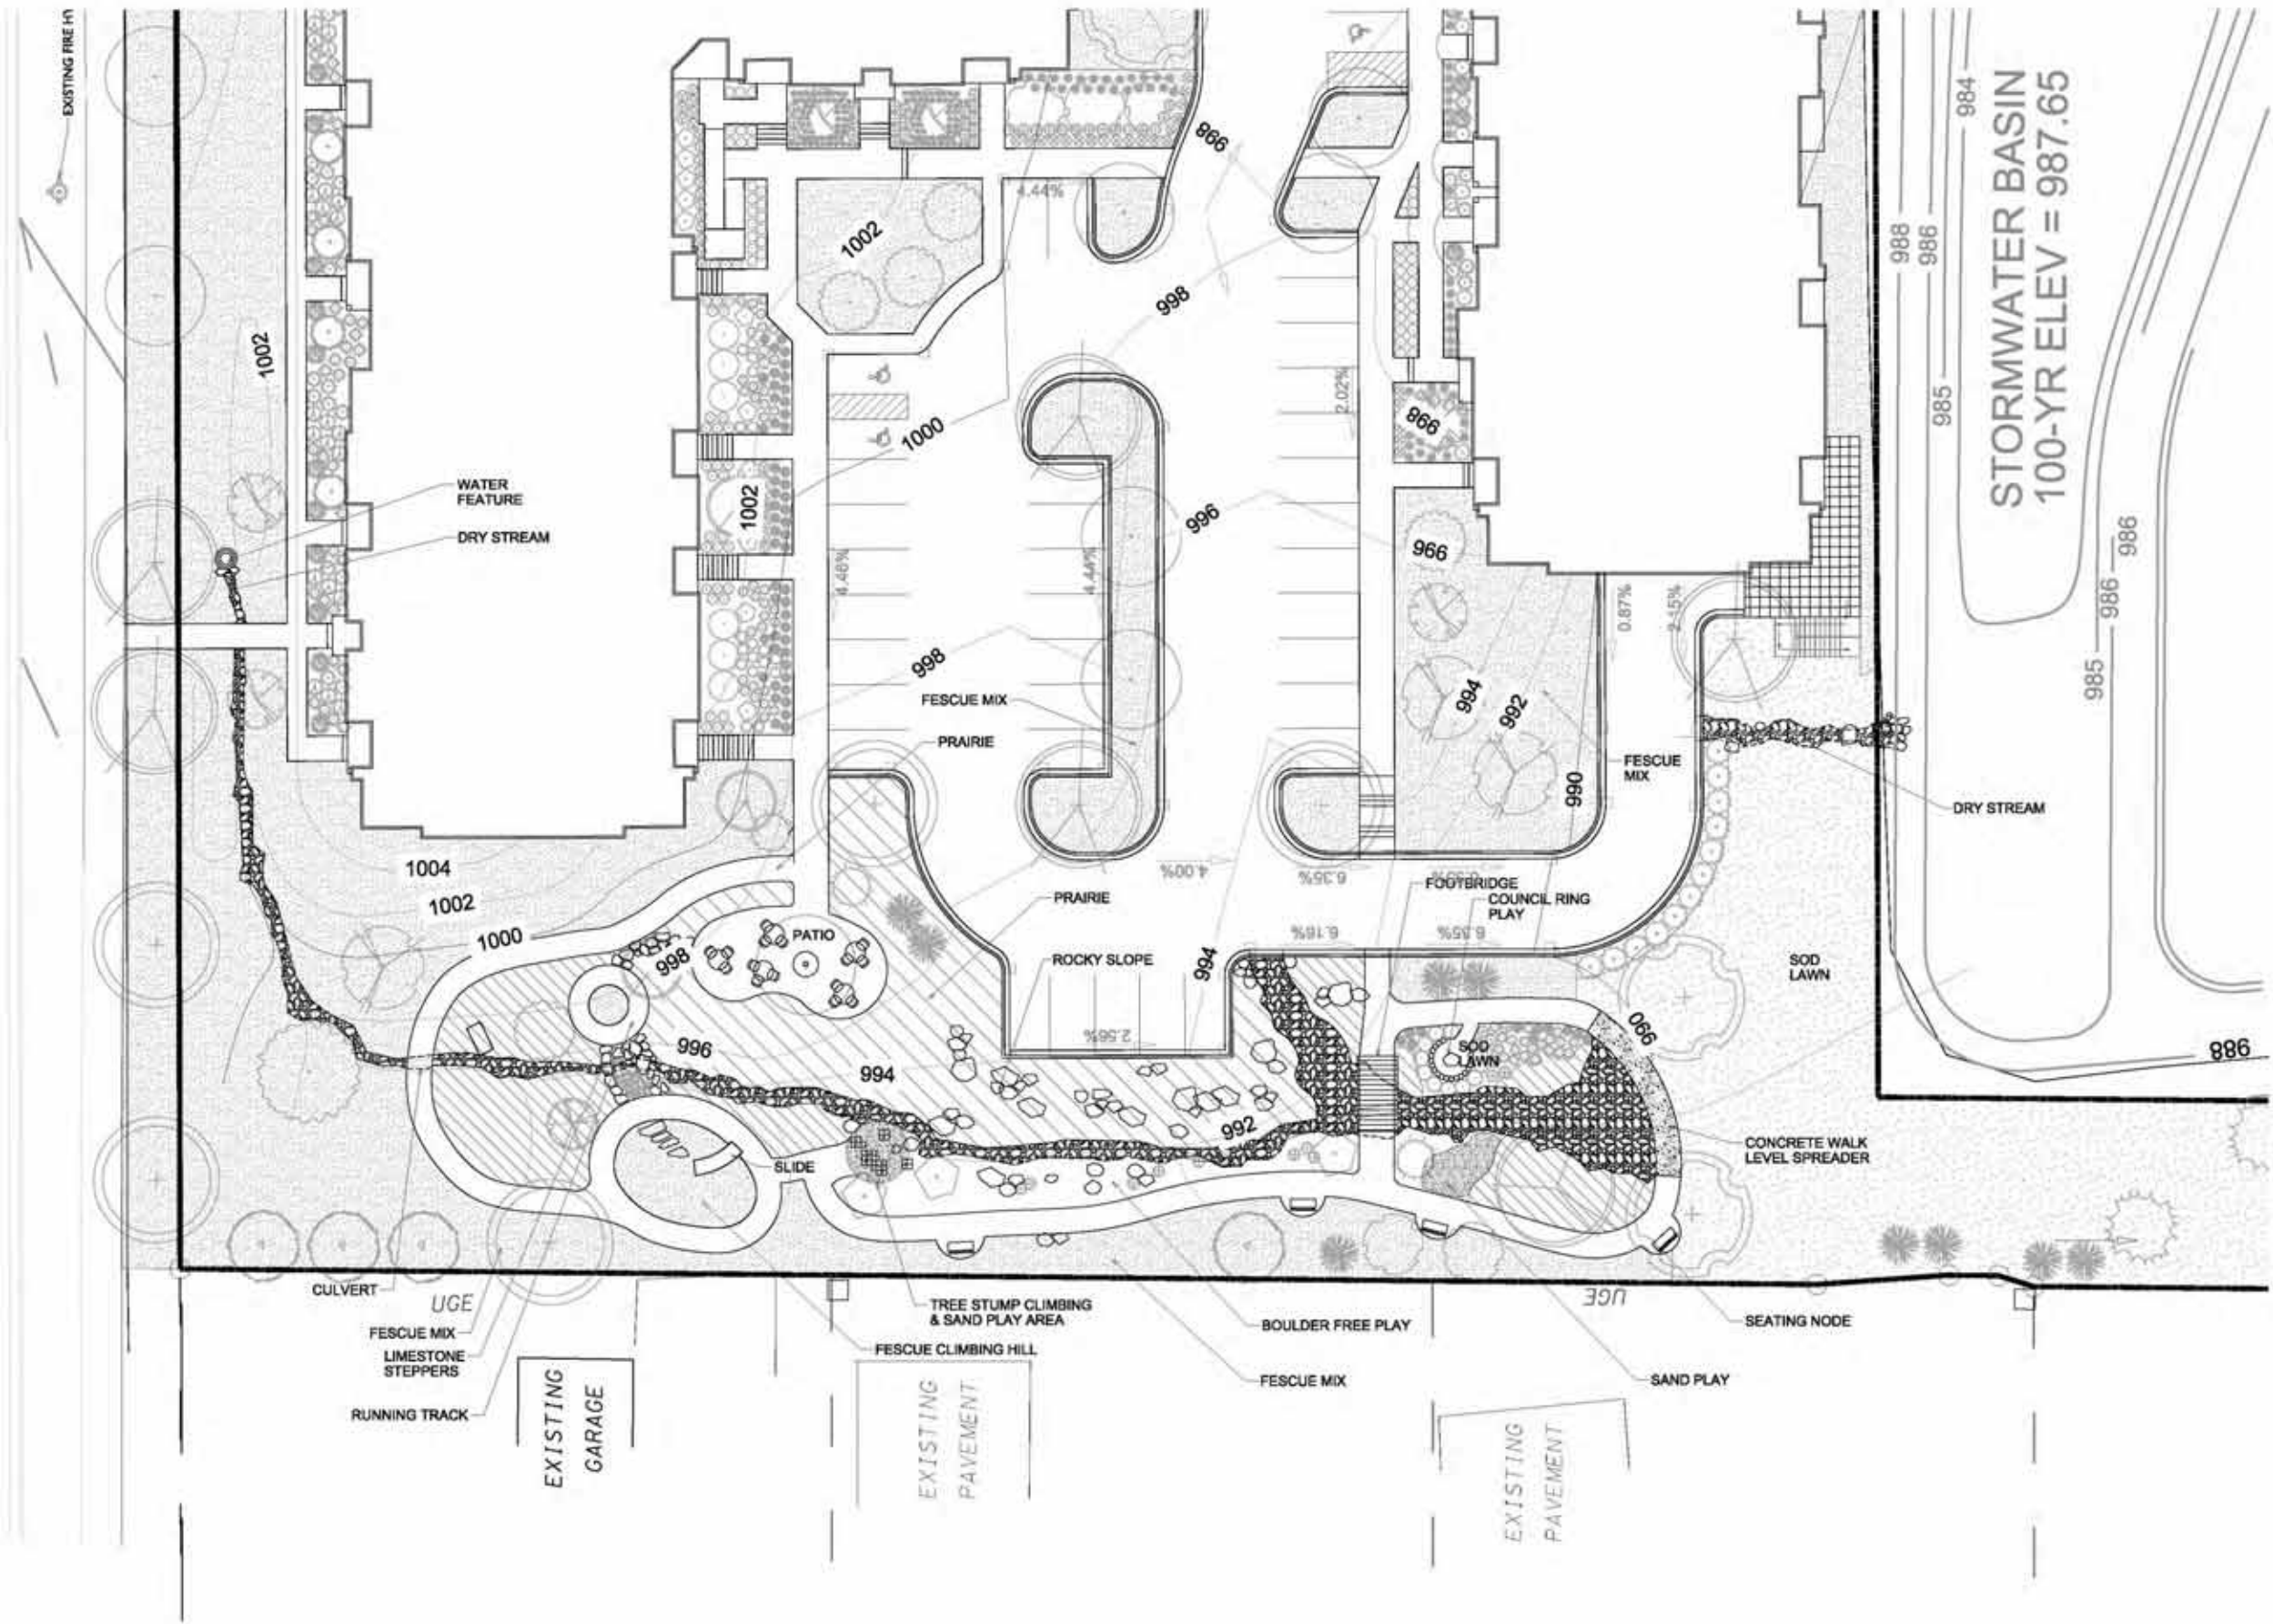 EXISTING FIRE HY
STORMWATER BASIN
100-YR ELEV = 987.65
984
988
986
985
986
986
985
988
998
4.44%
1002
998
1002
2.02%
1000
998
WATER
FEATURE
DRY STREAM
1002
996
996
4.46%
4.44%
0.87%
2.15%
998
994
992
FESCUE MIX
PRAIRIE
FESCUE
MIX
990
DRY STREAM
1004
1002
1000
4.00%
6.35%
6.35%
FOOTBRIDGE
COUNCIL RING
PLAY
PRAIRIE
PATIO
998
ROCKY SLOPE
6.16%
6.35%
994
SOD
LAWN
996
994
2.56%
SOD
LAWN
990
992
SLIDE
CONCRETE WALK
LEVEL SPREADER
CULVERT
UGE
FESCUE MIX
LIMESTONE
STEPPERS
RUNNING TRACK
TREE STUMP CLIMBING
& SAND PLAY AREA
FESCUE CLIMBING HILL
BOULDER FREE PLAY
FESCUE MIX
UGE
SEATING NODE
SAND PLAY
EXISTING
GARAGE
EXISTING
PAVEMENT
EXISTING
PAVEMENT